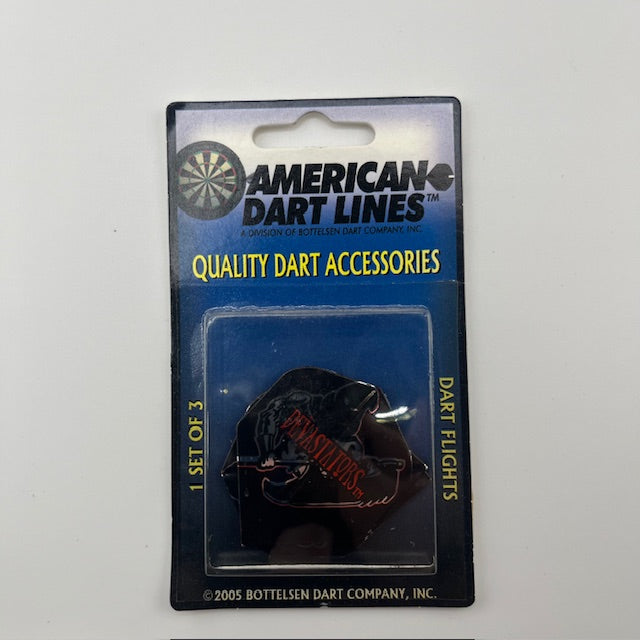 AMERICAN
DART LINES™
A DIVISION OF BOTTELSEN DART COMPANY, INC.
QUALITY DART ACCESSORIES
1 SET OF 3
DEVASTATORS™
DART FLIGHTS
© 2005 BOTTELSEN DART COMPANY, INC.